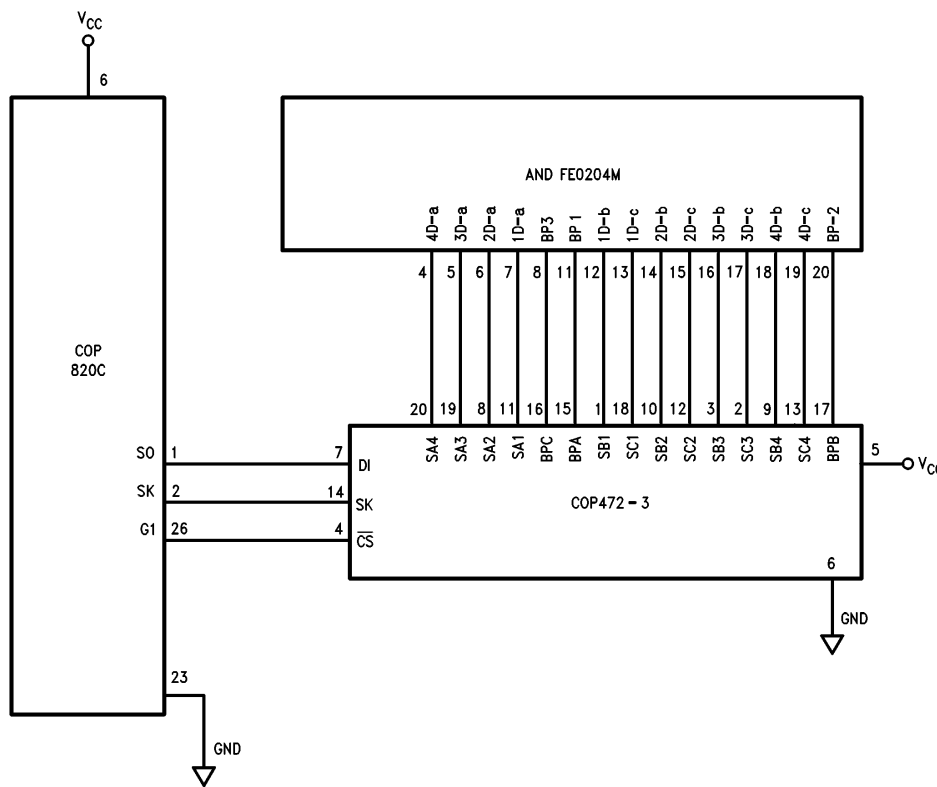 VCC
6
AND FE0204M
4D-a 3D-a 2D-a 1D-a BP3 BP1 1D-b 1D-c 2D-b 2D-c 3D-b 3D-c 4D-b 4D-c BP-2
4 5 6 7 8 11 12 13 14 15 16 17 18 19 20
COP
820C
20 19 8 11 16 15 1 18 10 12 3 2 9 13 17
SA4 SA3 SA2 SA1 BPC BPA SB1 SC1 SB2 SC2 SB3 SC3 SB4 SC4 BPB
5
VCC
SO 1 7 DI
SK 2 14 SK
COP472-3
G1 26 4 C̅S̅
6
GND
23
GND